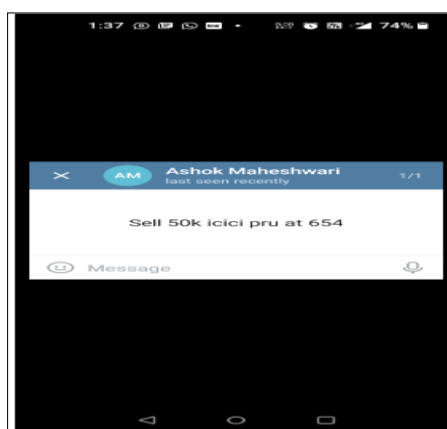 1:37 74%
AM
Ashok Maheshwari
last seen recently
1/1
Sell 50k icici pru at 654
Message